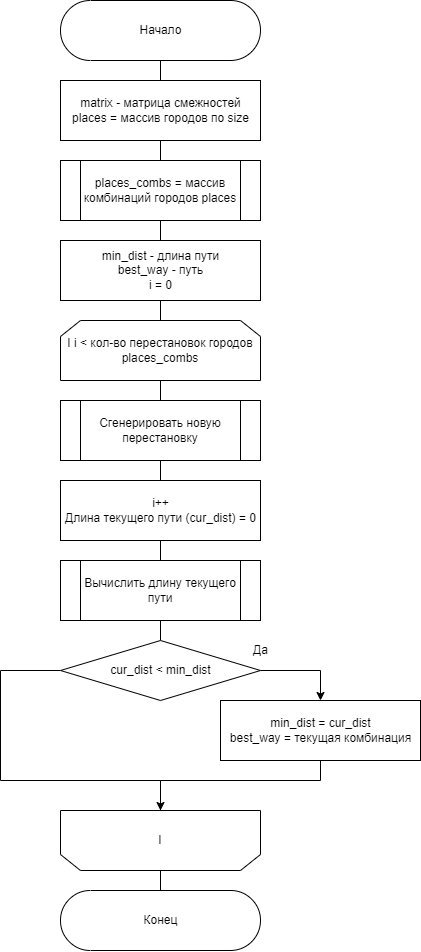 Начало
matrix - матрица смежностей
places = массив городов по size
places_combs = массив
комбинаций городов places
min_dist - длина пути
best_way - путь
i = 0
I i < кол-во перестановок городов
places_combs
Сгенерировать новую
перестановку
i++
Длина текущего пути (cur_dist) = 0
Вычислить длину текущего
пути
Да
cur_dist < min_dist
min_dist = cur_dist
best_way = текущая комбинация
I
Конец